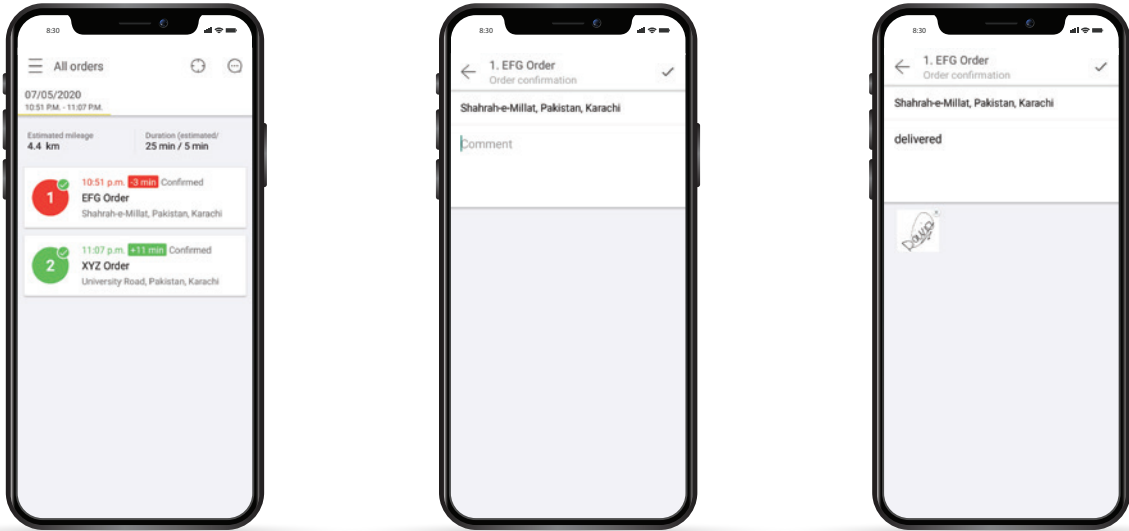 8:30
All orders
07/05/2020
10:51 P.M. - 11:07 P.M.
Estimated mileage
4.4 km
Duration (estimated/
25 min / 5 min
1
10:51 p.m. -3 min Confirmed
EFG Order
Shahrah-e-Millat, Pakistan, Karachi
2
11:07 p.m. +11 min Confirmed
XYZ Order
University Road, Pakistan, Karachi
8:30
1. EFG Order
Order confirmation
Shahrah-e-Millat, Pakistan, Karachi
Comment
8:30
1. EFG Order
Order confirmation
Shahrah-e-Millat, Pakistan, Karachi
delivered